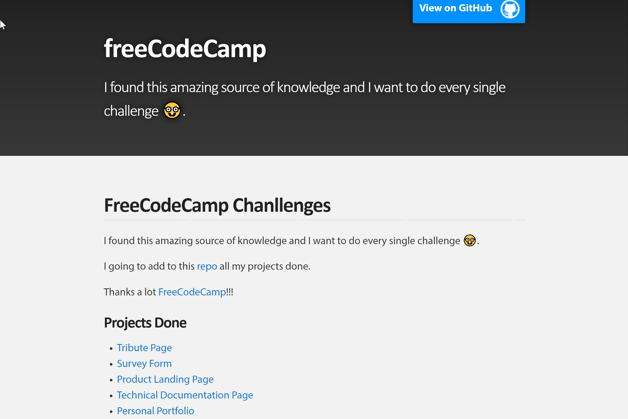 View on GitHub
freeCodeCamp
I found this amazing source of knowledge and I want to do every single
challenge 🤓.
FreeCodeCamp Chanllenges
I found this amazing source of knowledge and I want to do every single challenge 🤓.
I going to add to this repo all my projects done.
Thanks a lot FreeCodeCamp!!!
Projects Done
• Tribute Page
• Survey Form
• Product Landing Page
• Technical Documentation Page
• Personal Portfolio